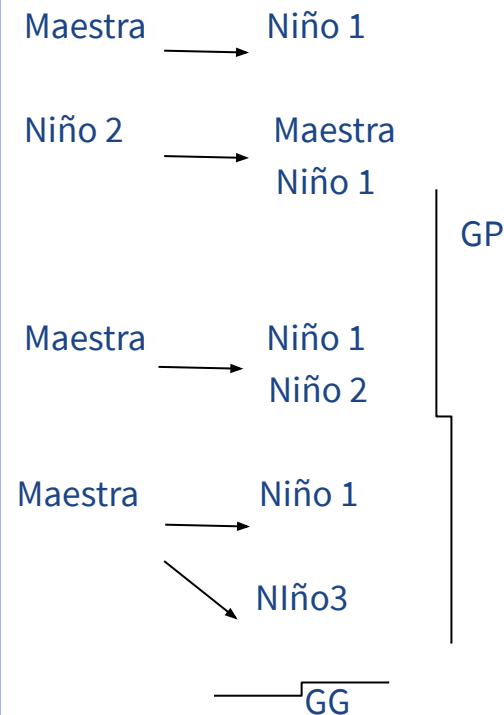 Maestra Niño 1
Niño 2 Maestra
Niño 1
GP
Maestra Niño 1
Niño 2
Maestra Niño 1
NIño3
GG